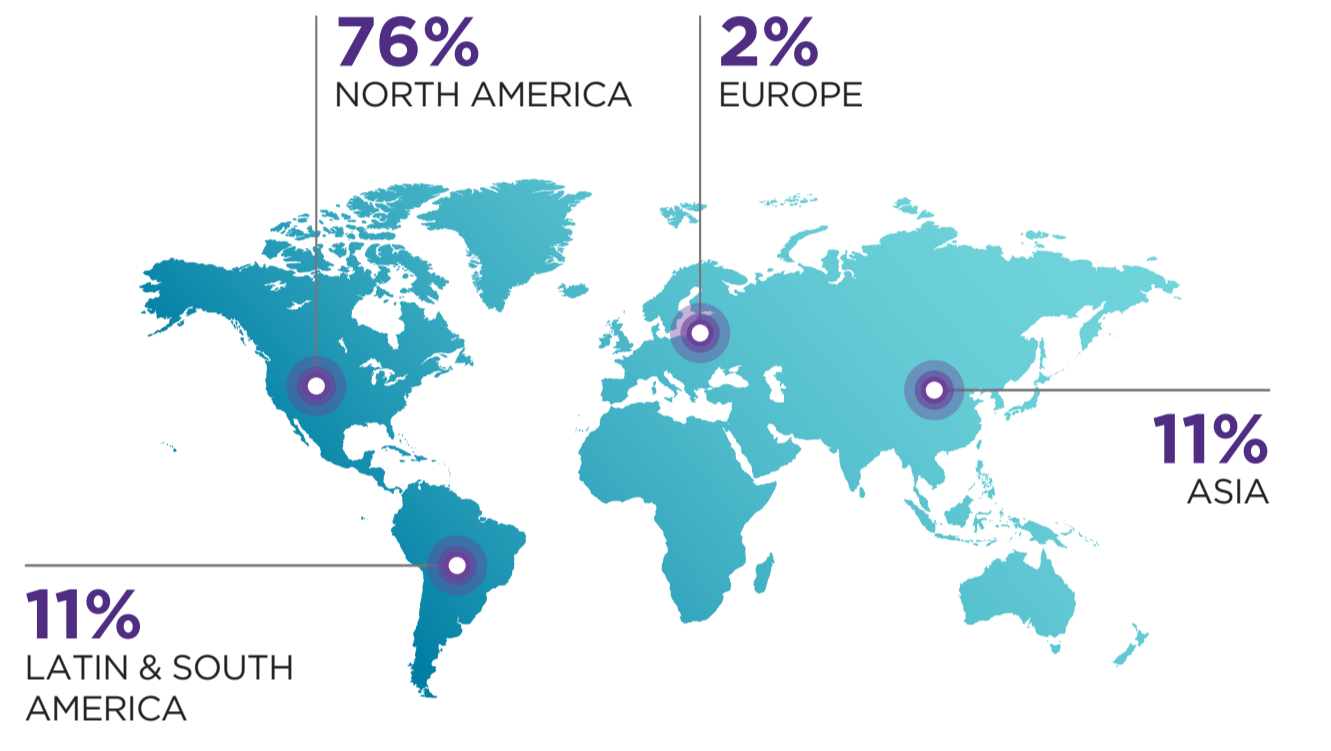 76%
NORTH AMERICA
2%
EUROPE
11%
ASIA
11%
LATIN & SOUTH
AMERICA